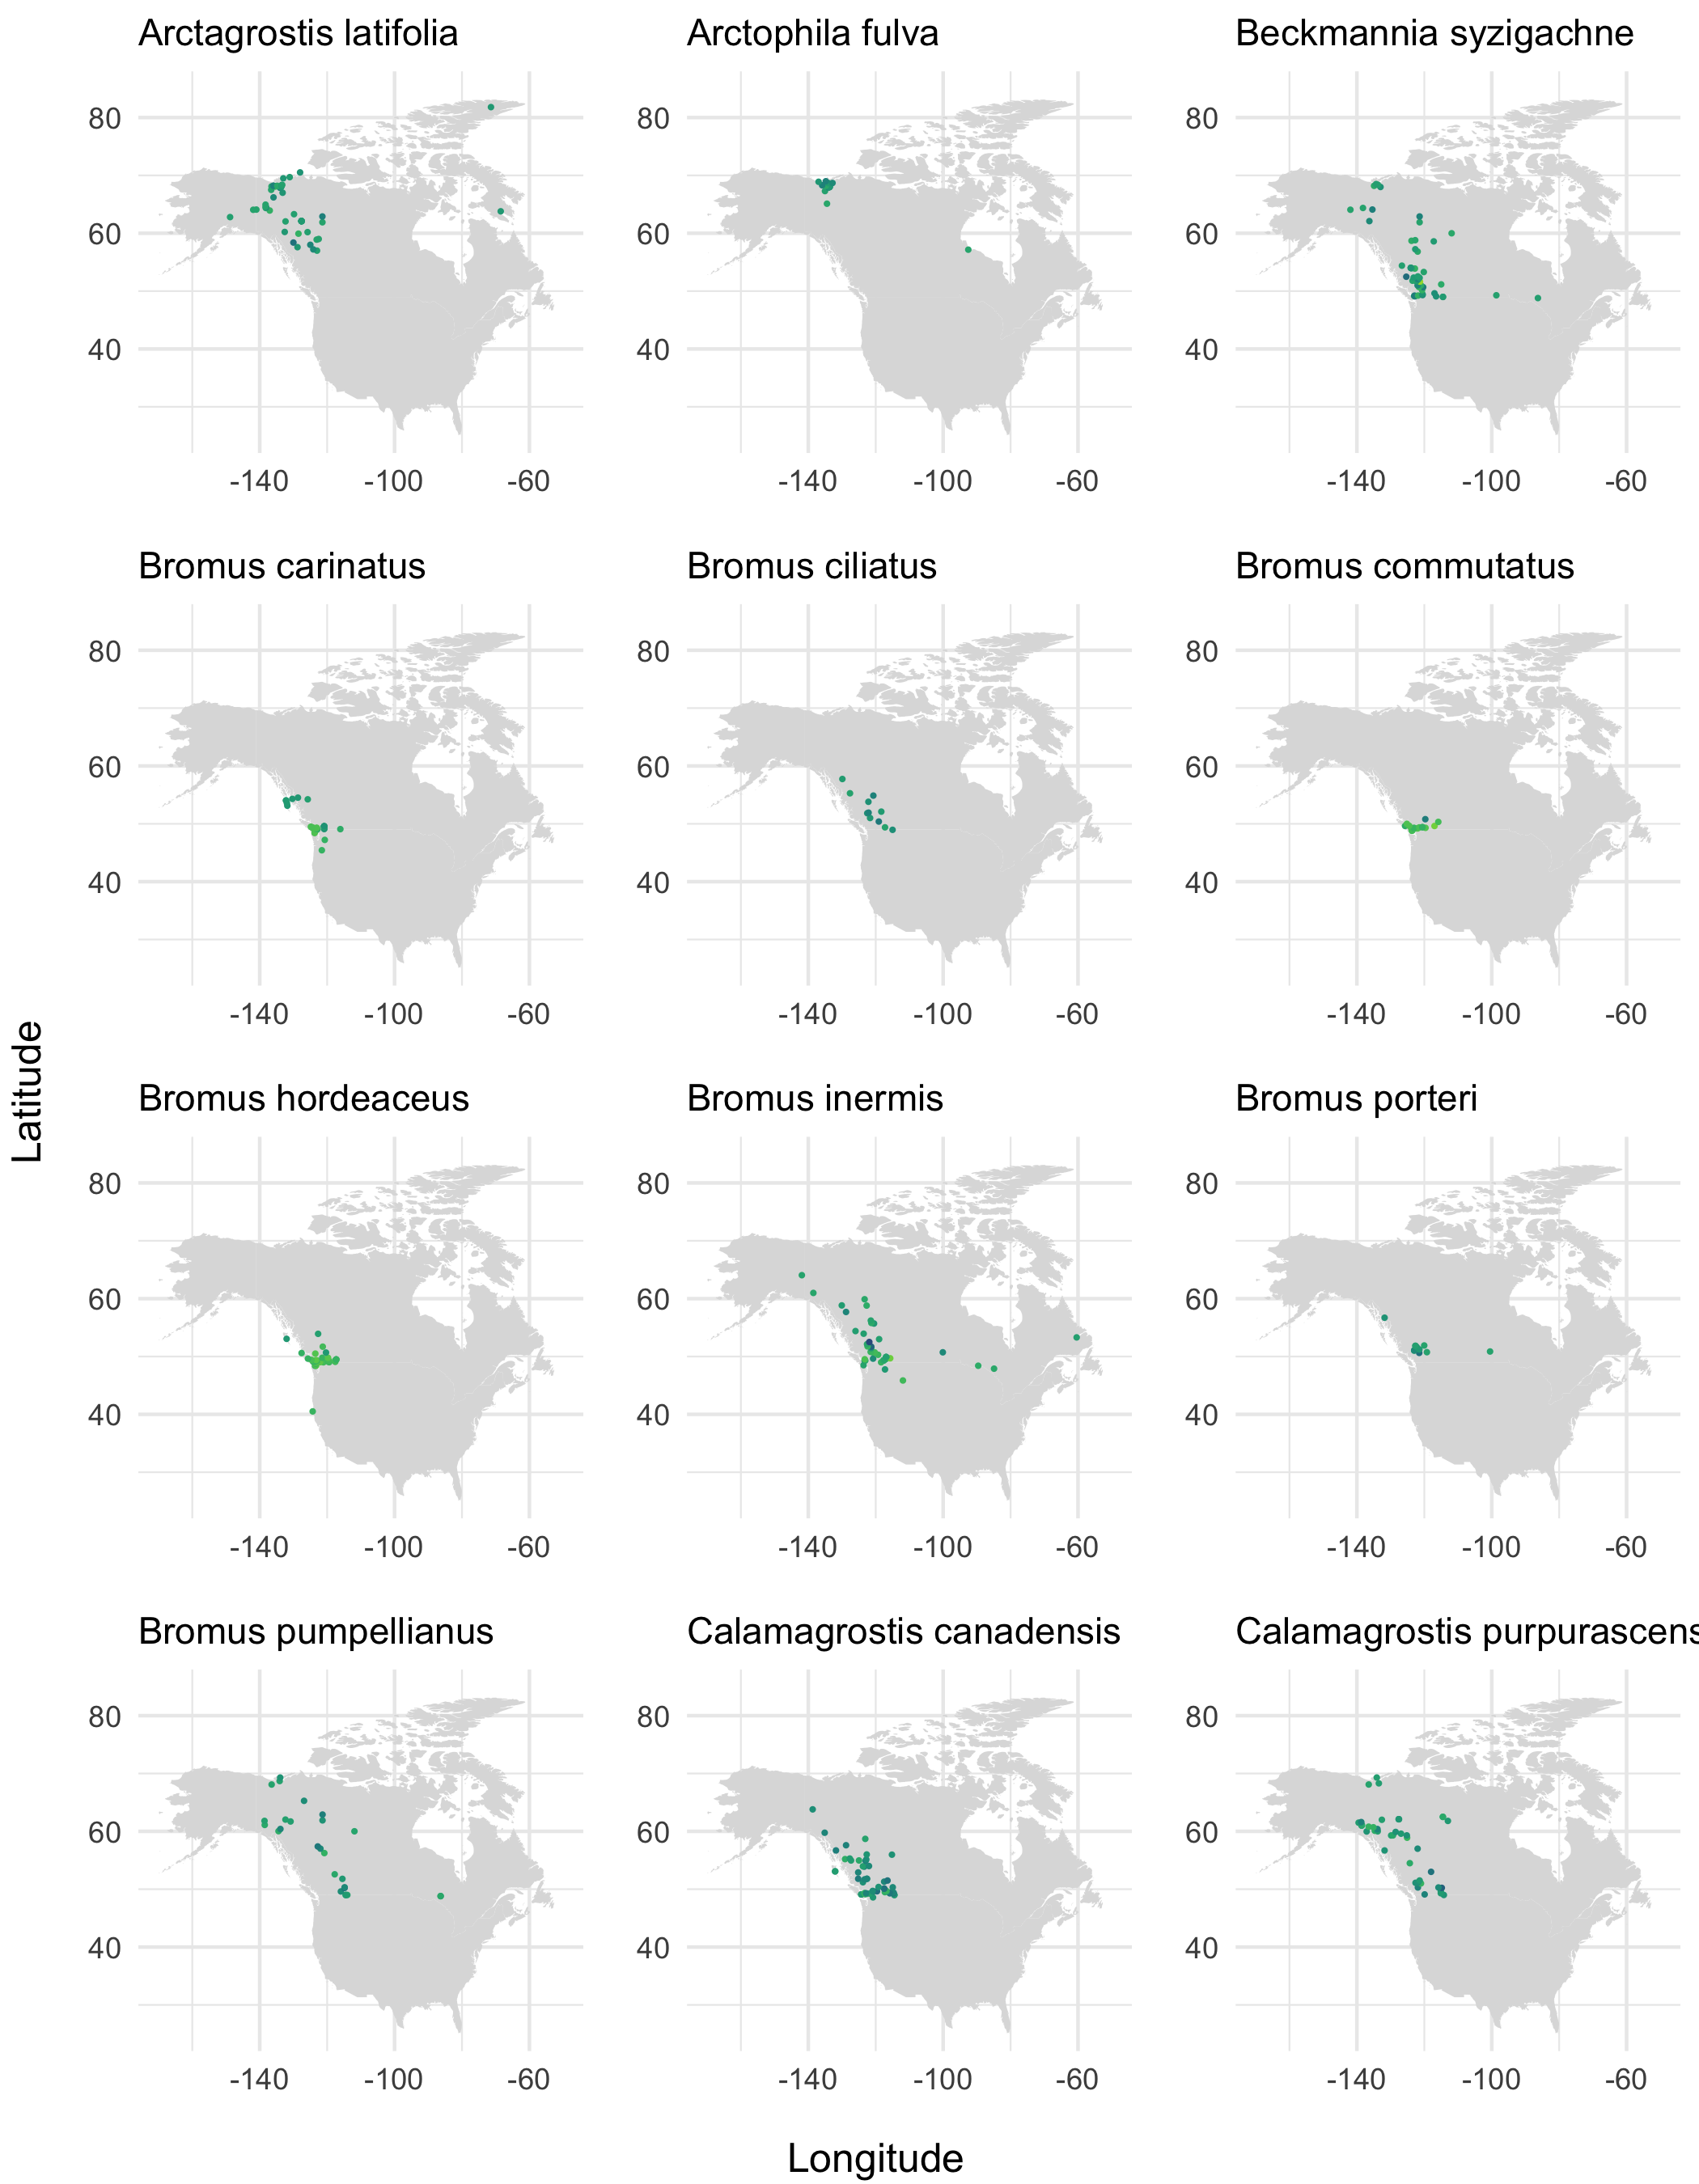 Arctagrostis latifolia
Arctophila fulva
Beckmannia syzigachne
80
60
40
-140 -100 -60
80
60
40
-140 -100 -60
80
60
40
-140 -100 -60
Bromus carinatus
Bromus ciliatus
Bromus commutatus
80
60
40
-140 -100 -60
80
60
40
-140 -100 -60
80
60
40
-140 -100 -60
Latitude
Bromus hordeaceus
Bromus inermis
Bromus porteri
80
60
40
-140 -100 -60
80
60
40
-140 -100 -60
80
60
40
-140 -100 -60
Bromus pumpellianus
Calamagrostis canadensis
Calamagrostis purpurascens
80
60
40
-140 -100 -60
80
60
40
-140 -100 -60
80
60
40
-140 -100 -60
Longitude